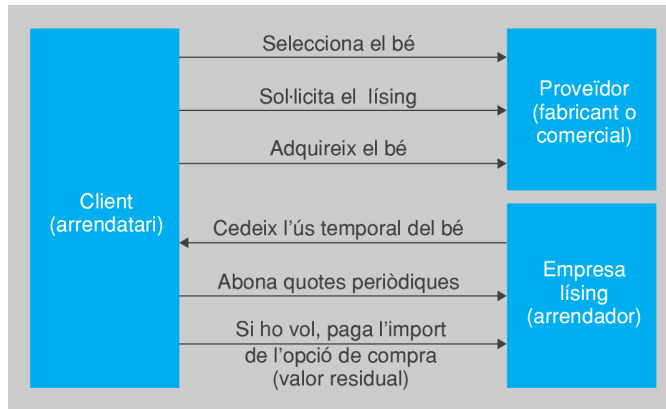 Selecciona el bé
Sol·licita el lísing
Adquireix el bé
Proveïdor
(fabricant o
comercial)
Client
(arrendatari)
Cedeix l’ús temporal del bé
Abona quotes periòdiques
Si ho vol, paga l’import
de l’opció de compra
(valor residual)
Empresa
lísing
(arrendador)